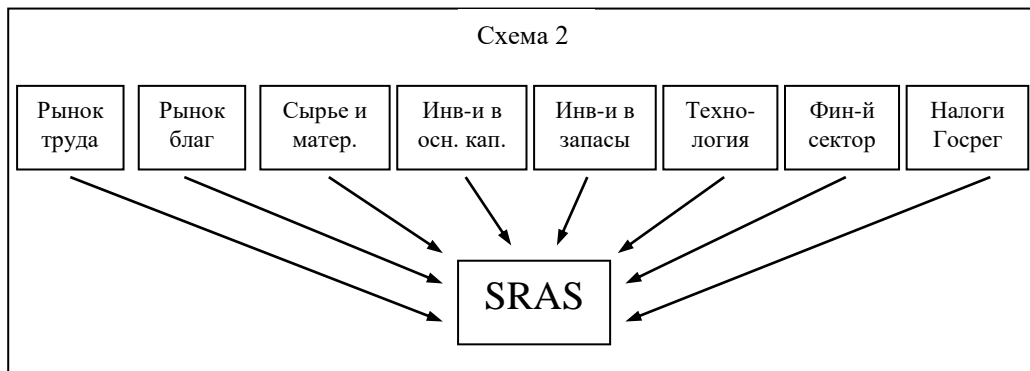 Схема 2
Рынок
труда
Рынок
благ
Сырье и
матер.
Инв-и в
осн. кап.
Инв-и в
запасы
Техно-
логия
Фин-й
сектор
Налоги
Госрег
SRAS